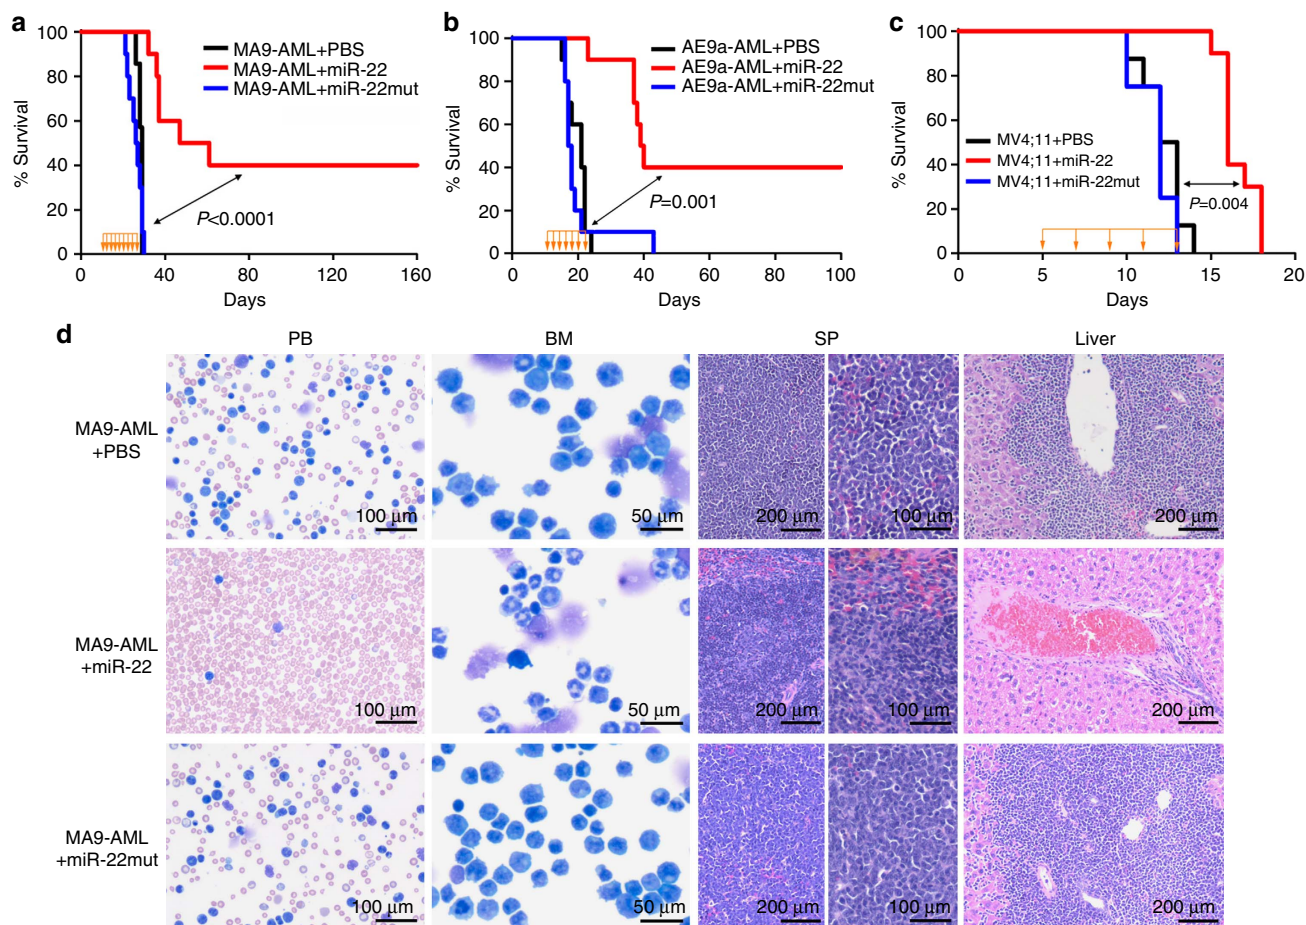 a
% Survival
100
80
60
40
20
0
MA9-AML+PBS
MA9-AML+miR-22
MA9-AML+miR-22mut
P<0.0001
0 40 80 120 160
Days
b
% Survival
100
80
60
40
20
0
AE9a-AML+PBS
AE9a-AML+miR-22
AE9a-AML+miR-22mut
P=0.001
0 20 40 60 80 100
Days
c
% Survival
100
80
60
40
20
0
MV4;11+PBS
MV4;11+miR-22
MV4;11+miR-22mut
P=0.004
0 5 10 15 20
Days
d
PB BM SP Liver
MA9-AML
+PBS
100 μm 50 μm 200 μm 100 μm 200 μm
MA9-AML
+miR-22
100 μm 50 μm 200 μm 100 μm 200 μm
MA9-AML
+miR-22mut
100 μm 50 μm 200 μm 100 μm 200 μm